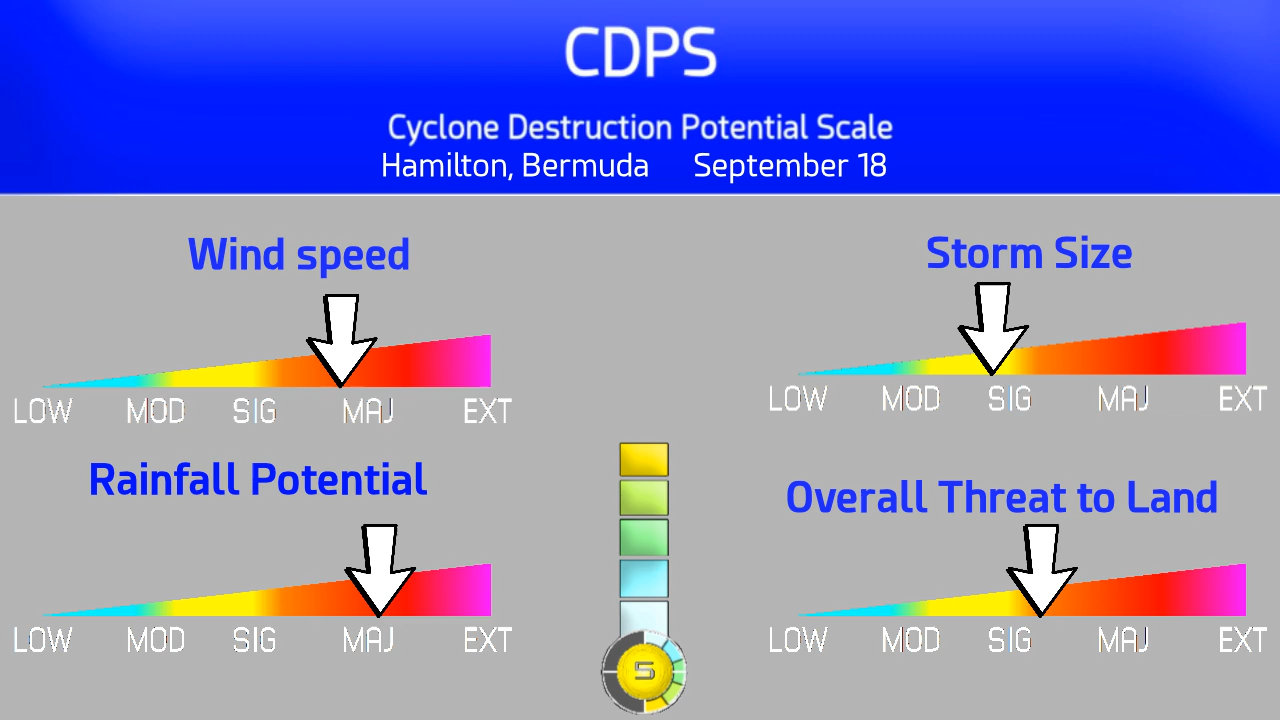 CDPS
Cyclone Destruction Potential Scale
Hamilton, Bermuda September 18
Wind speed
LOW MOD SIG MAJ EXT
Storm Size
LOW MOD SIG MAJ EXT
Rainfall Potential
LOW MOD SIG MAJ EXT
Overall Threat to Land
LOW MOD SIG MAJ EXT
5